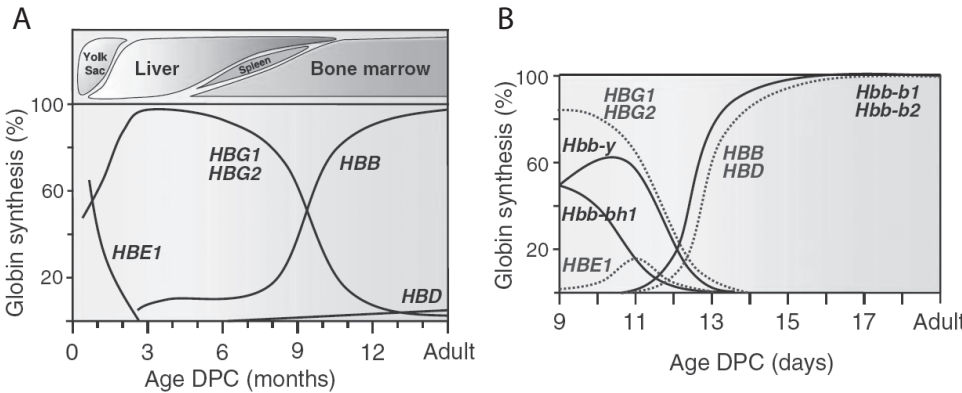 A
Yolk
Sac
Liver
Spleen
Bone marrow
Globin synthesis (%)
100
60
20
HBG1
HBG2
HBB
HBE1
HBD
0
3
6
9
12
Adult
Age DPC (months)
B
Globin synthesis (%)
100
60
20
HBG1
HBG2
Hbb-y
Hbb-bh1
HBE1
HBB
HBD
Hbb-b1
Hbb-b2
9
11
13
15
17
Adult
Age DPC (days)